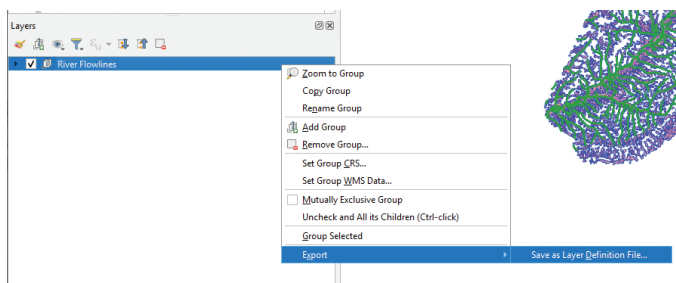 Layers
River Flowlines
Zoom to Group
Copy Group
Rename Group
Add Group
Remove Group...
Set Group CRS...
Set Group WMS Data...
Mutually Exclusive Group
Uncheck and All its Children (Ctrl-click)
Group Selected
Export
Save as Layer Definition File...